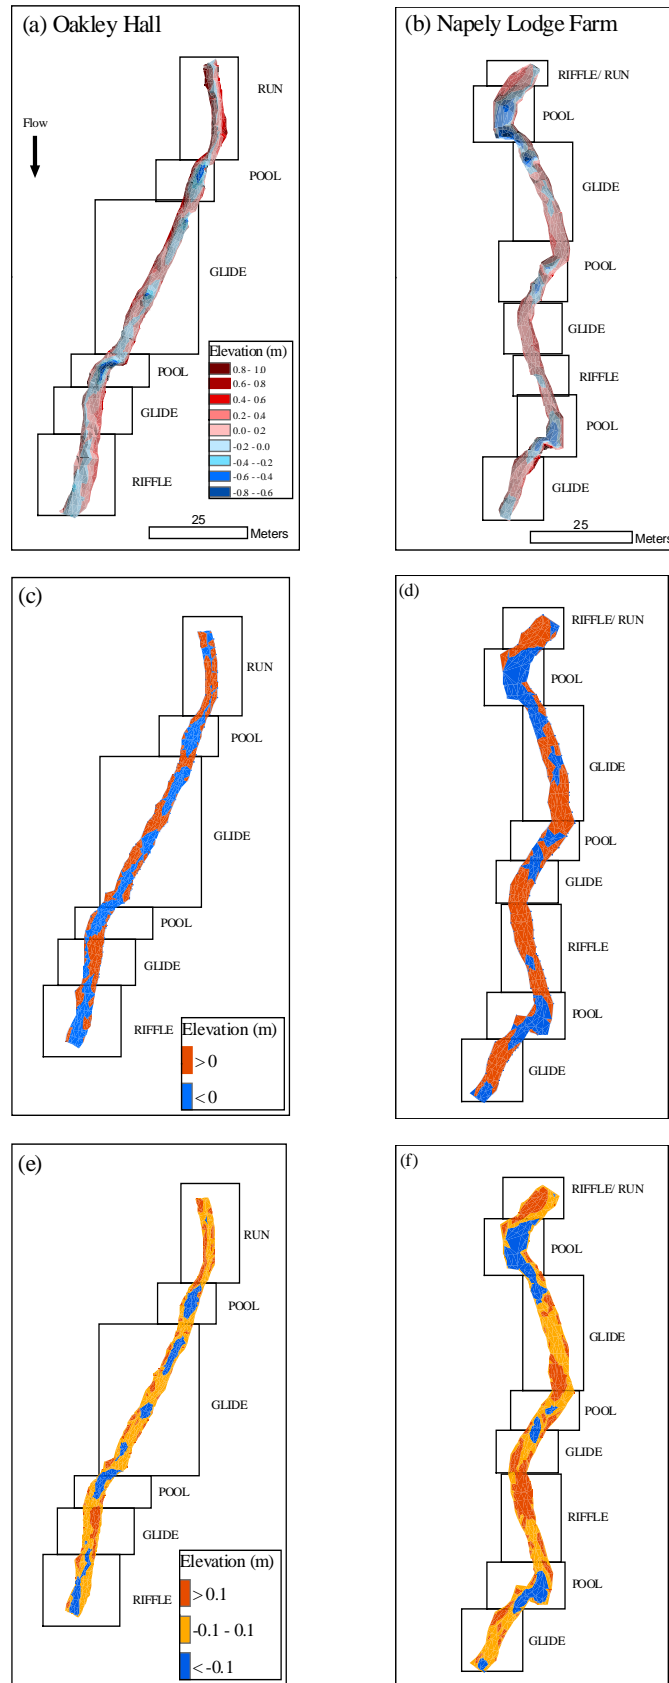 (a) Oakley Hall
RUN
Flow
POOL
GLIDE
POOL
GLIDE
RIFFLE
Elevation (m)
0.8 - 1.0
0.6 - 0.8
0.4 - 0.6
0.2 - 0.4
0.0 - 0.2
-0.2 - 0.0
-0.4 - -0.2
-0.6 - -0.4
-0.8 - -0.6
25
Meters
(b) Napely Lodge Farm
RIFFLE/ RUN
POOL
GLIDE
POOL
GLIDE
RIFFLE
POOL
GLIDE
25
Meters
(c)
RUN
POOL
GLIDE
POOL
GLIDE
RIFFLE
Elevation (m)
> 0
< 0
(d)
RIFFLE/ RUN
POOL
GLIDE
POOL
GLIDE
RIFFLE
POOL
GLIDE
(e)
RUN
POOL
GLIDE
POOL
GLIDE
RIFFLE
Elevation (m)
> 0.1
-0.1 - 0.1
< -0.1
(f)
RIFFLE/ RUN
POOL
GLIDE
POOL
GLIDE
RIFFLE
POOL
GLIDE